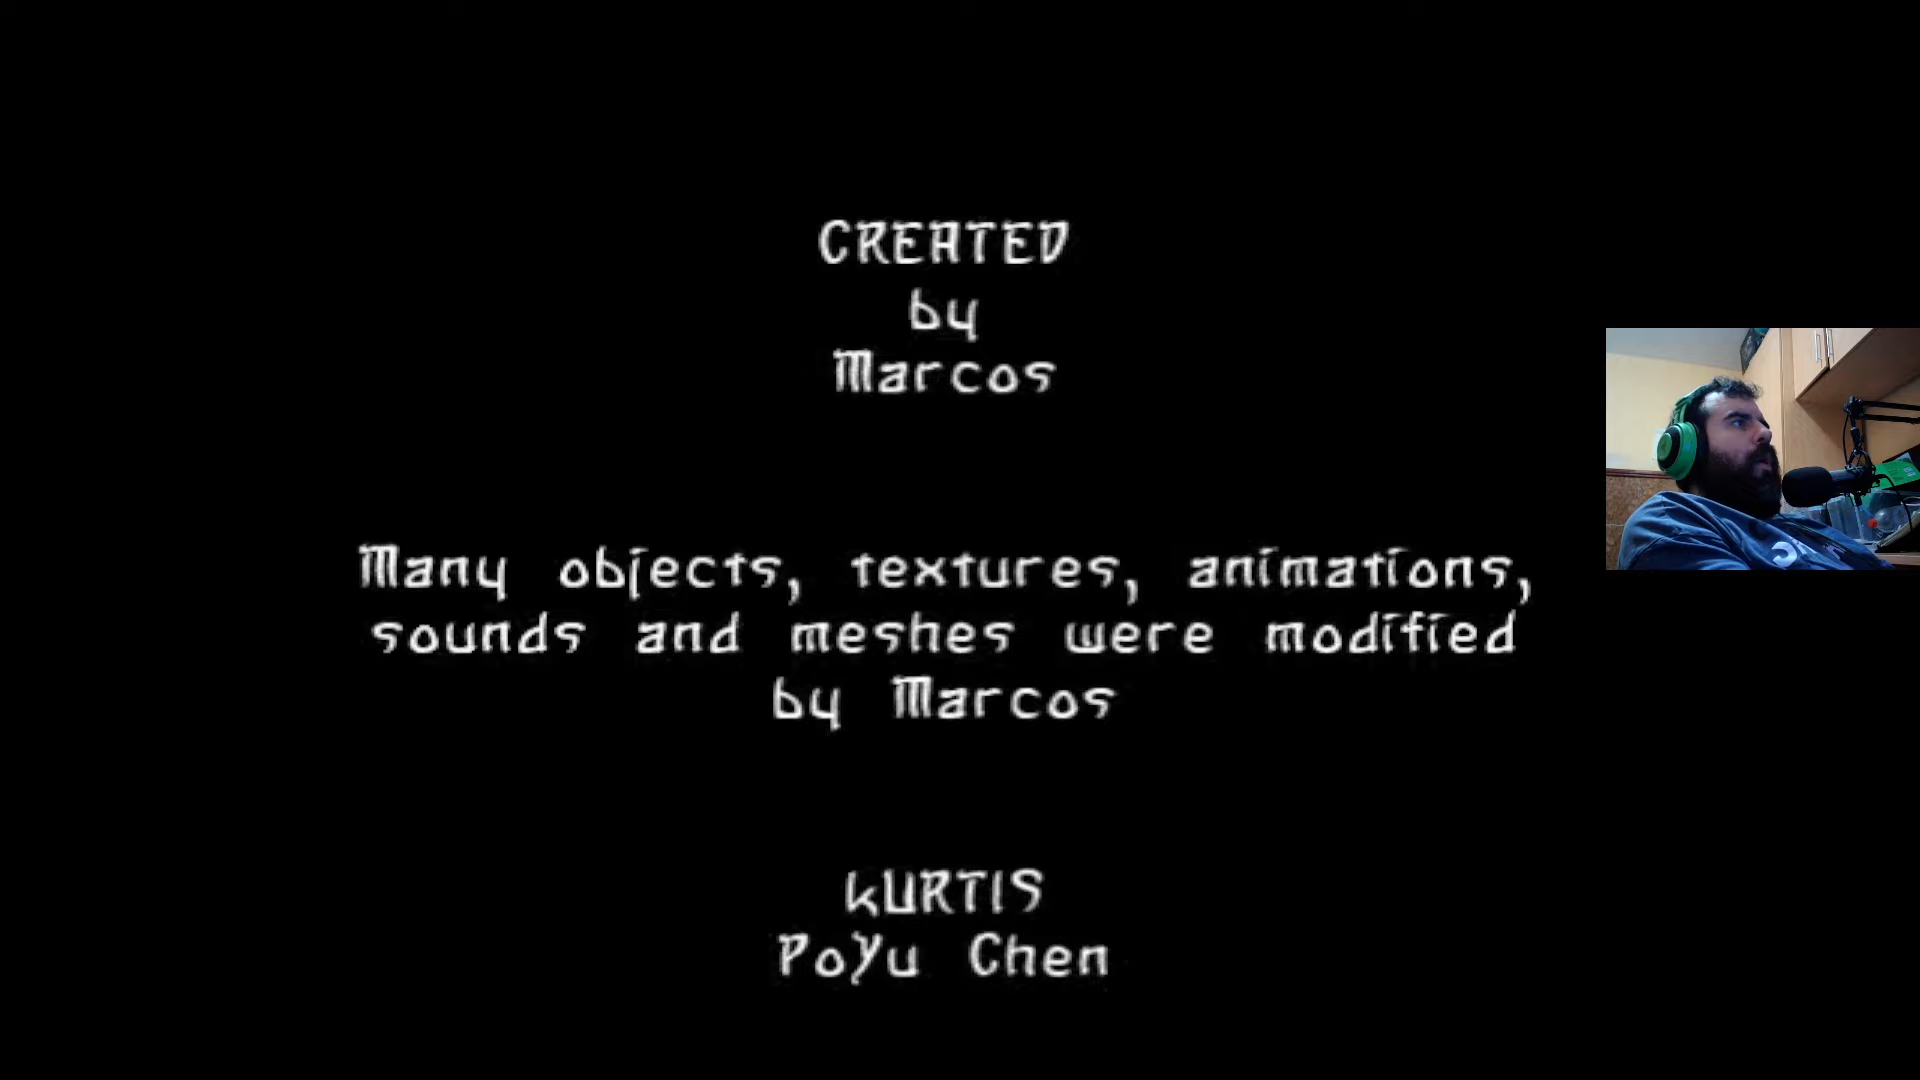 CREATED
by
Marcos
Many objects, textures, animations,
sounds and meshes were modified
by Marcos
KURTIS
PoYu Chen